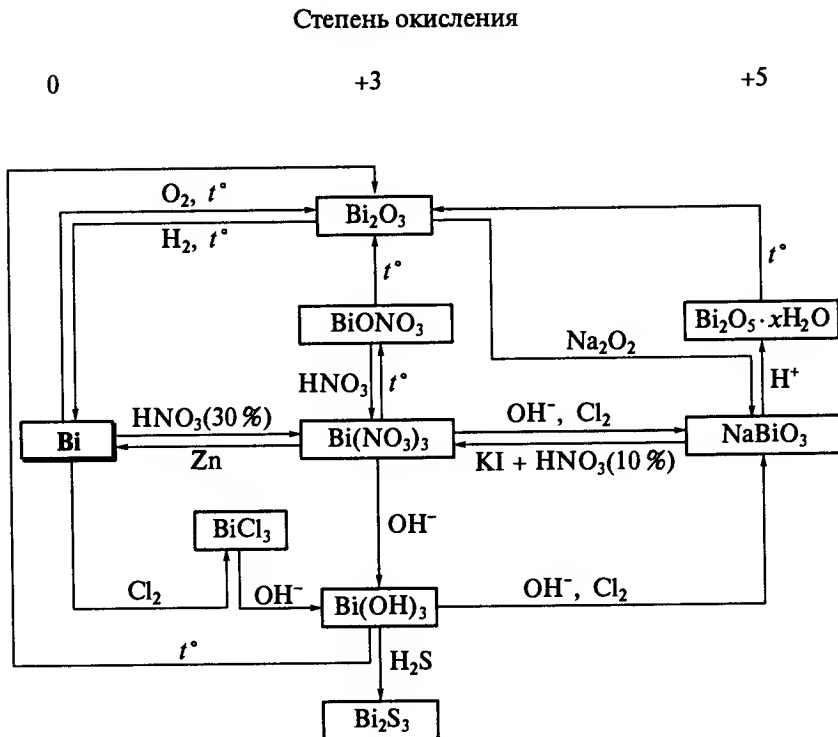 Степень окисления
0 +3 +5
O₂, t°
Bi₂O₃
H₂, t°
t°
t°
BiONO₃
Bi₂O₅·xH₂O
Na₂O₂
HNO₃ t°
H⁺
HNO₃(30%)
OH⁻, Cl₂
Bi
Bi(NO₃)₃
NaBiO₃
Zn
KI + HNO₃(10%)
BiCl₃
OH⁻
Cl₂
OH⁻
Bi(OH)₃
OH⁻, Cl₂
t°
H₂S
Bi₂S₃